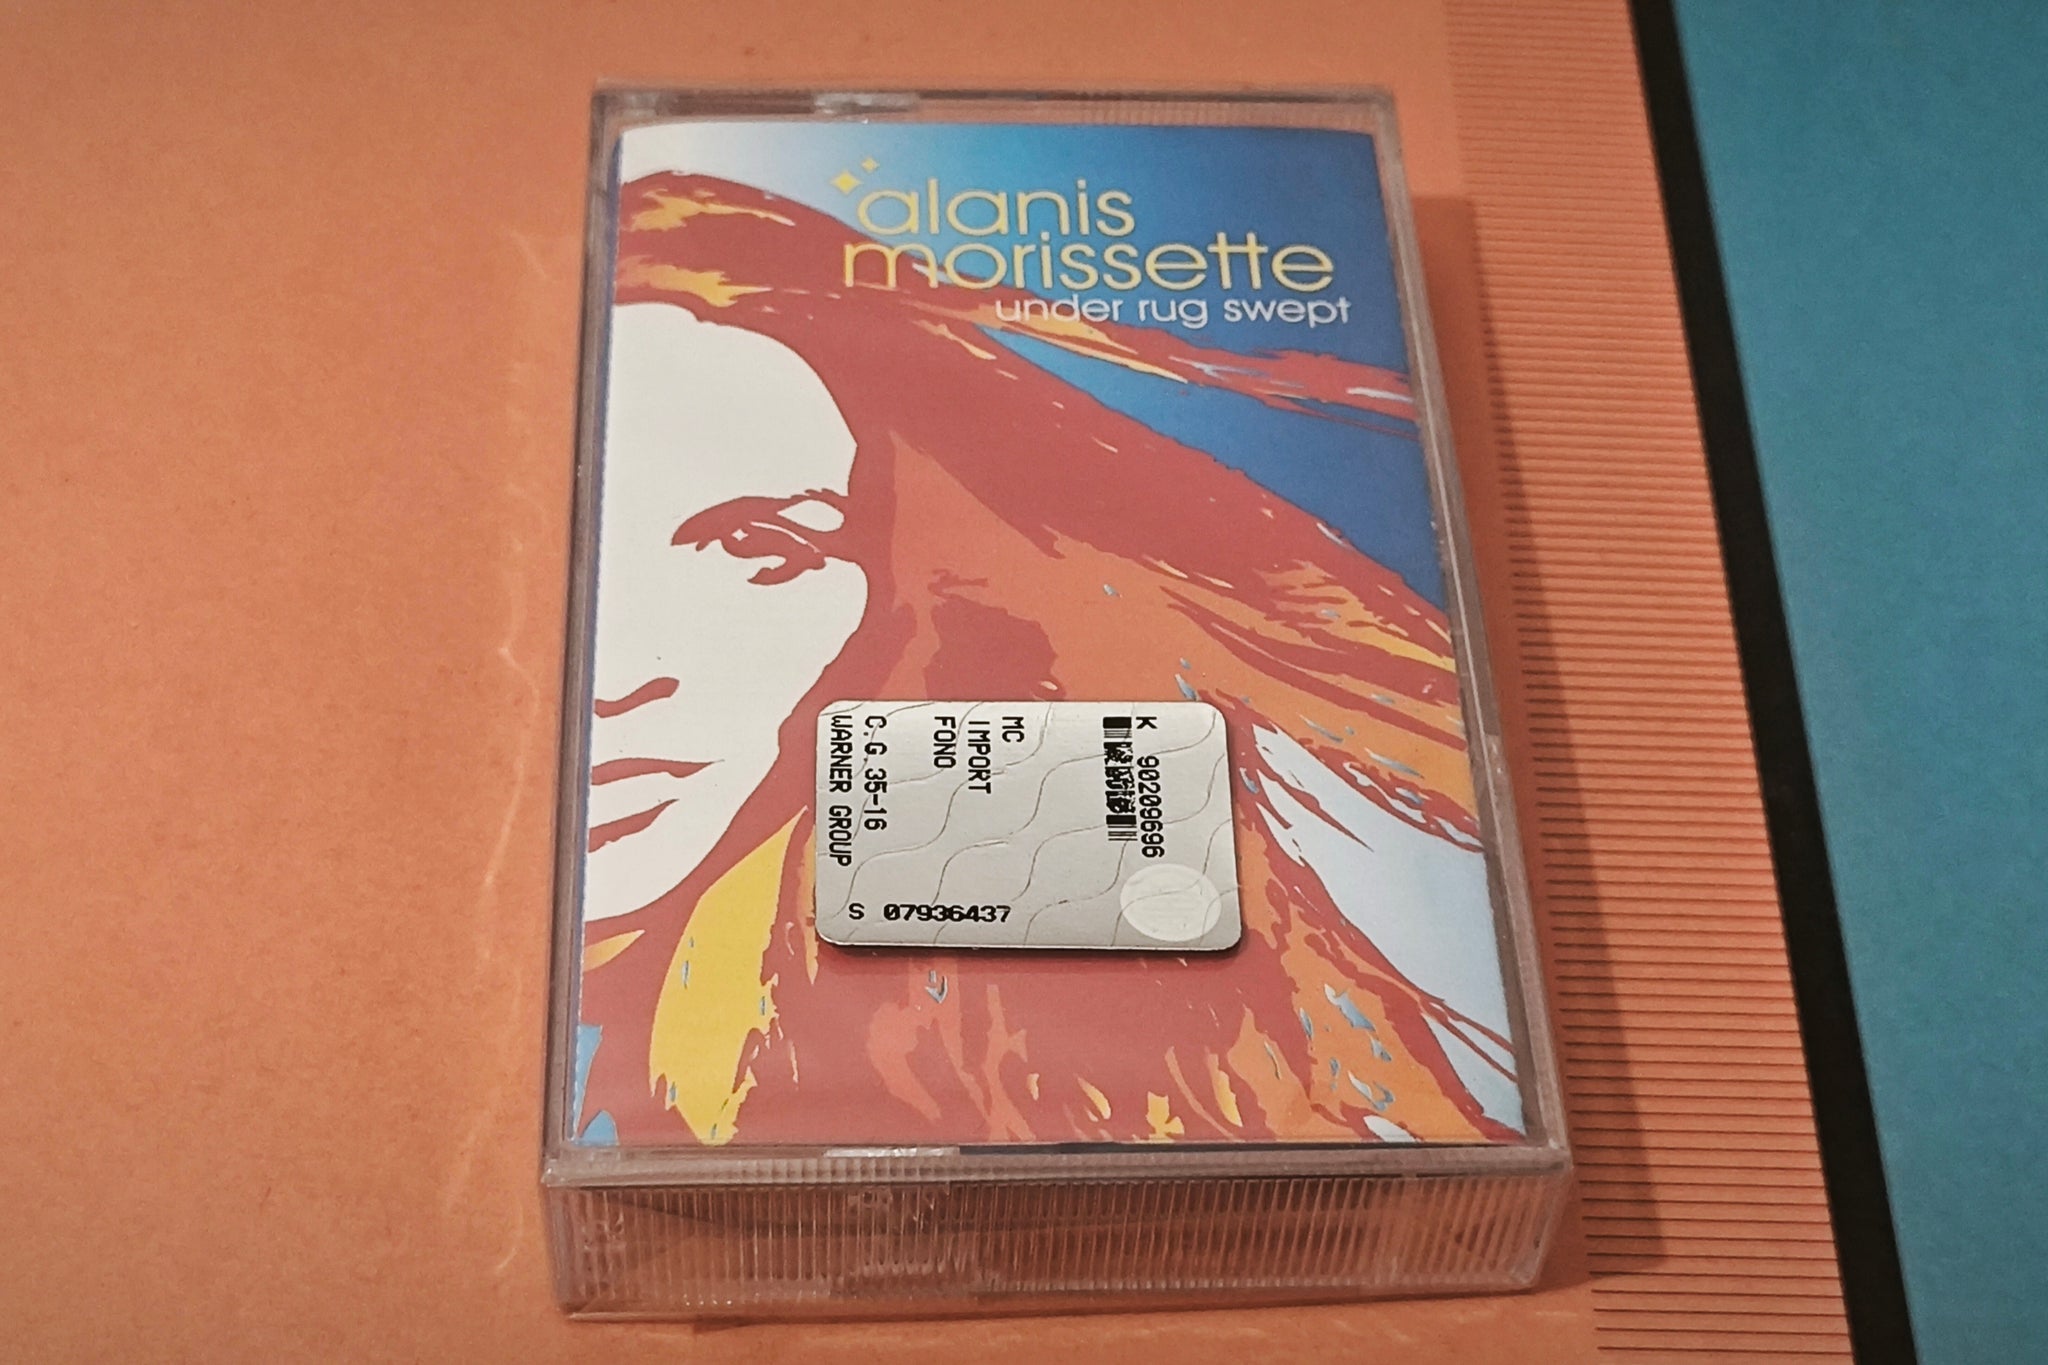 alanis
morissette
under rug swept
K 90209696
MC
IMPORT
FONO
C.G.35-16
WARNER GROUP
S 07936437